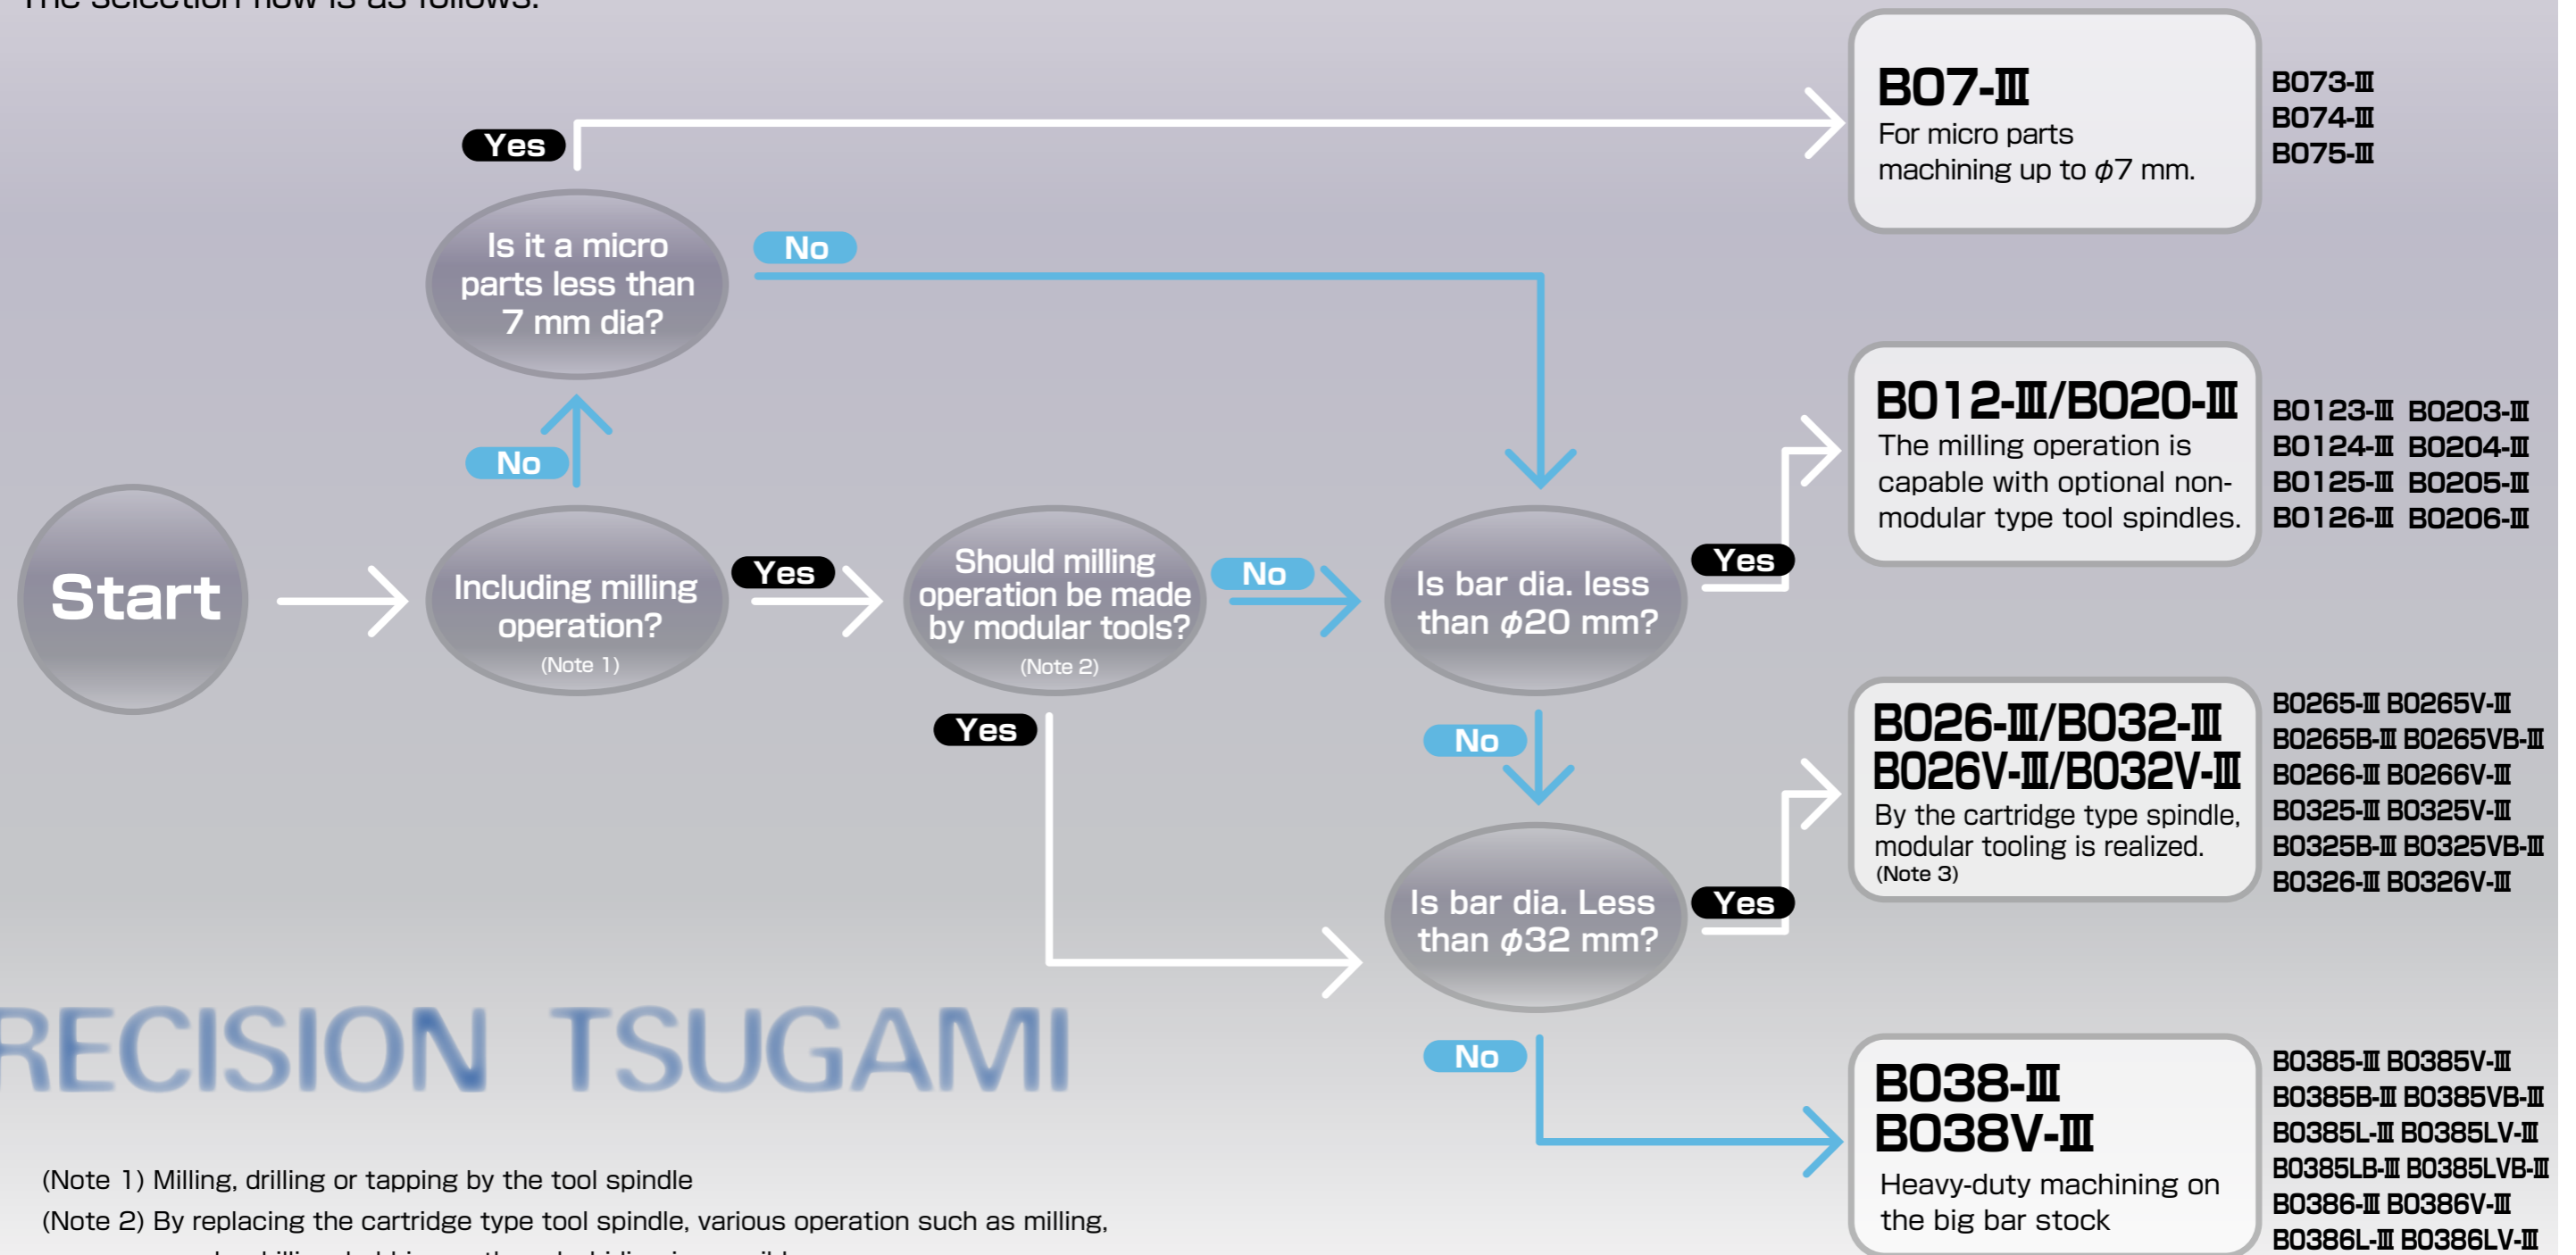 The selection flow is as follows.
Start
Including milling
operation?
(Note 1)
No
Is it a micro
parts less than
7 mm dia?
Yes
No
Yes
Should milling
operation be made
by modular tools?
(Note 2)
No
Yes
Is bar dia. less
than φ20 mm?
Yes
No
Is bar dia. Less
than φ32 mm?
Yes
No
B07-Ⅲ
For micro parts
machining up to φ7 mm.
B073-Ⅲ
B074-Ⅲ
B075-Ⅲ
B012-Ⅲ/B020-Ⅲ
The milling operation is
capable with optional non-
modular type tool spindles.
B0123-Ⅲ B0203-Ⅲ
B0124-Ⅲ B0204-Ⅲ
B0125-Ⅲ B0205-Ⅲ
B0126-Ⅲ B0206-Ⅲ
B026-Ⅲ/B032-Ⅲ
B026V-Ⅲ/B032V-Ⅲ
By the cartridge type spindle,
modular tooling is realized.
(Note 3)
B0265-Ⅲ B0265V-Ⅲ
B0265B-Ⅲ B0265VB-Ⅲ
B0266-Ⅲ B0266V-Ⅲ
B0325-Ⅲ B0325V-Ⅲ
B0325B-Ⅲ B0325VB-Ⅲ
B0326-Ⅲ B0326V-Ⅲ
B038-Ⅲ
B038V-Ⅲ
Heavy-duty machining on
the big bar stock
B0385-Ⅲ B0385V-Ⅲ
B0385B-Ⅲ B0385VB-Ⅲ
B0385L-Ⅲ B0385LV-Ⅲ
B0385LB-Ⅲ B0385LVB-Ⅲ
B0386-Ⅲ B0386V-Ⅲ
B0386L-Ⅲ B0386LV-Ⅲ
RECISION TSUGAMI
(Note 1) Milling, drilling or tapping by the tool spindle
(Note 2) By replacing the cartridge type tool spindle, various operation such as milling,